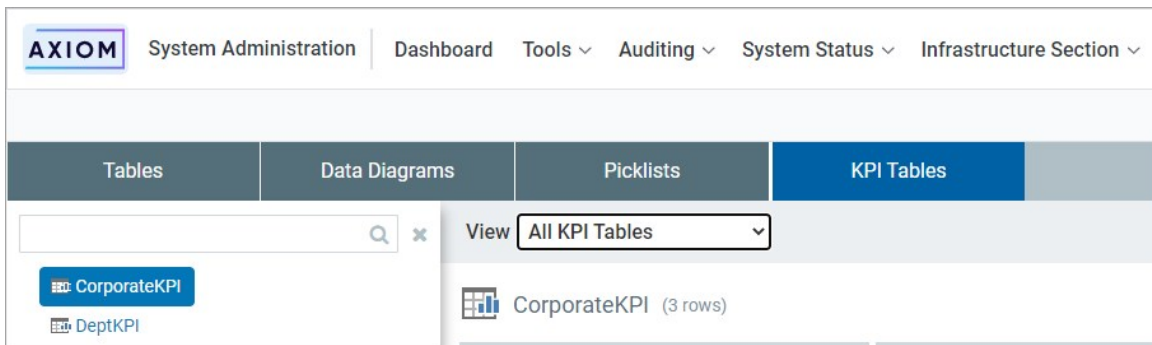 AXIOM System Administration Dashboard Tools Auditing System Status Infrastructure Section
Tables Data Diagrams Picklists KPI Tables
View All KPI Tables
CorporateKPI
CorporateKPI (3 rows)
DeptKPI